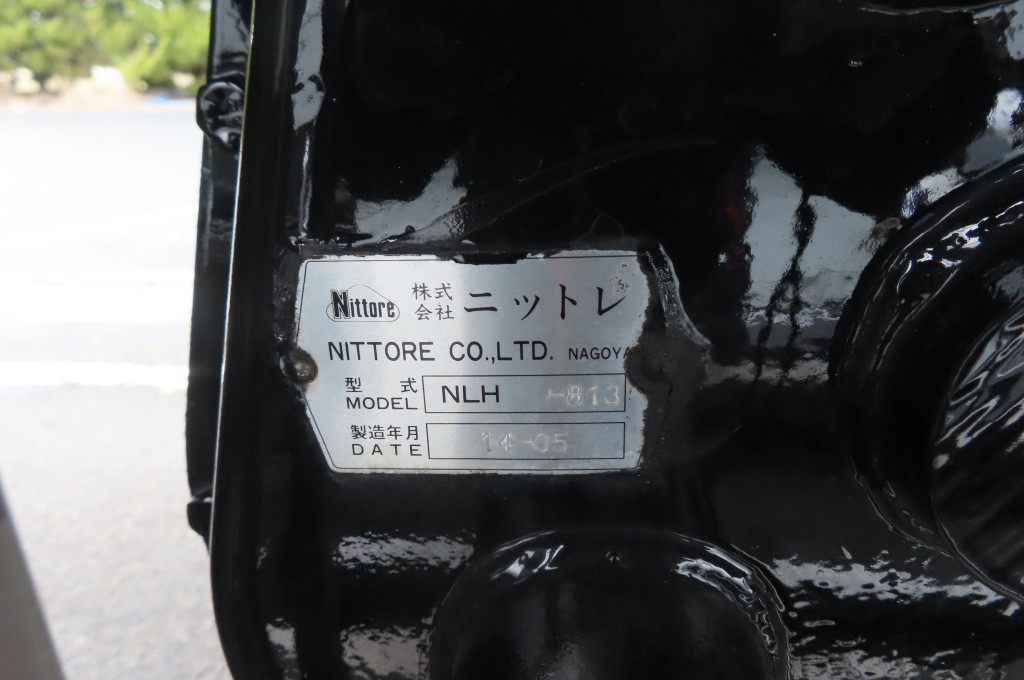 Nittore 株式会社 ニットレ
NITTORE CO.,LTD. NAGOYA
型式
MODEL NLH -813
製造年月
DATE 14-05